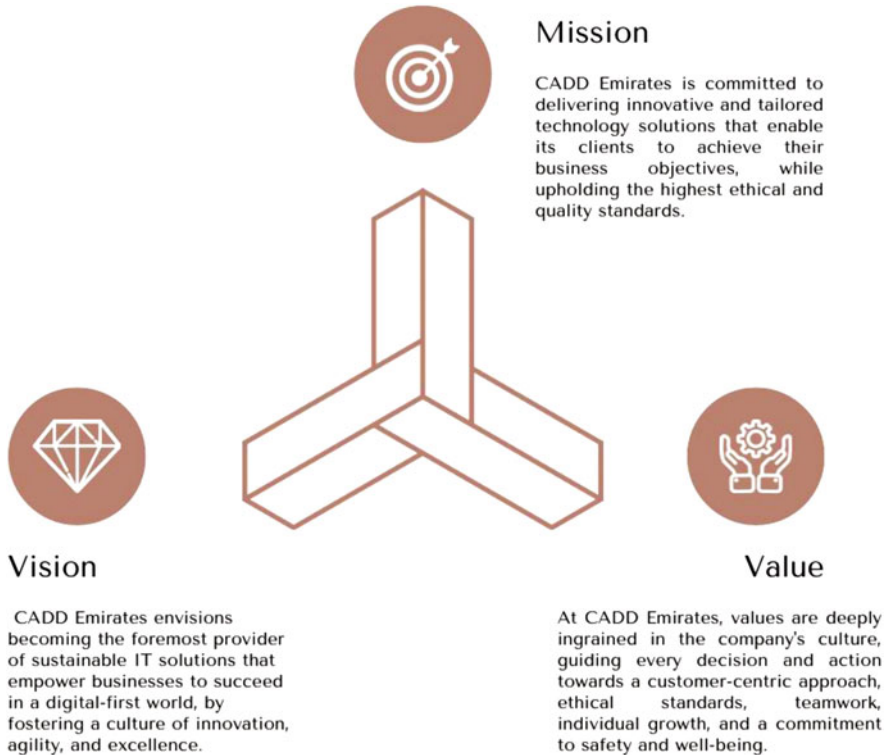 Mission
CADD Emirates is committed to
delivering innovative and tailored
technology solutions that enable
its clients to achieve their
business objectives, while
upholding the highest ethical and
quality standards.
Vision
CADD Emirates envisions
becoming the foremost provider
of sustainable IT solutions that
empower businesses to succeed
in a digital-first world, by
fostering a culture of innovation,
agility, and excellence.
Value
At CADD Emirates, values are deeply
ingrained in the company's culture,
guiding every decision and action
towards a customer-centric approach,
ethical standards, teamwork,
individual growth, and a commitment
to safety and well-being.